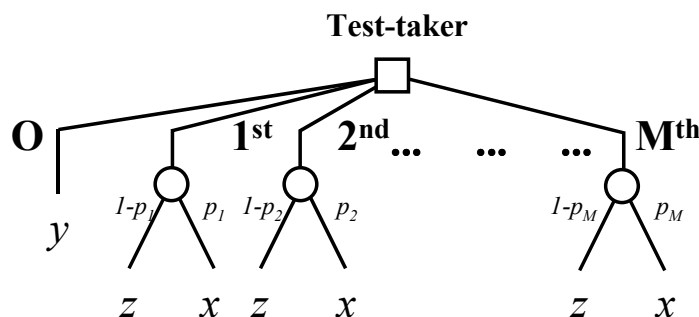 Test-taker
O 1st 2nd ... ... ... Mth
1-p1 p1 1-p2 p2 1-pM pM
y
z x z x z x